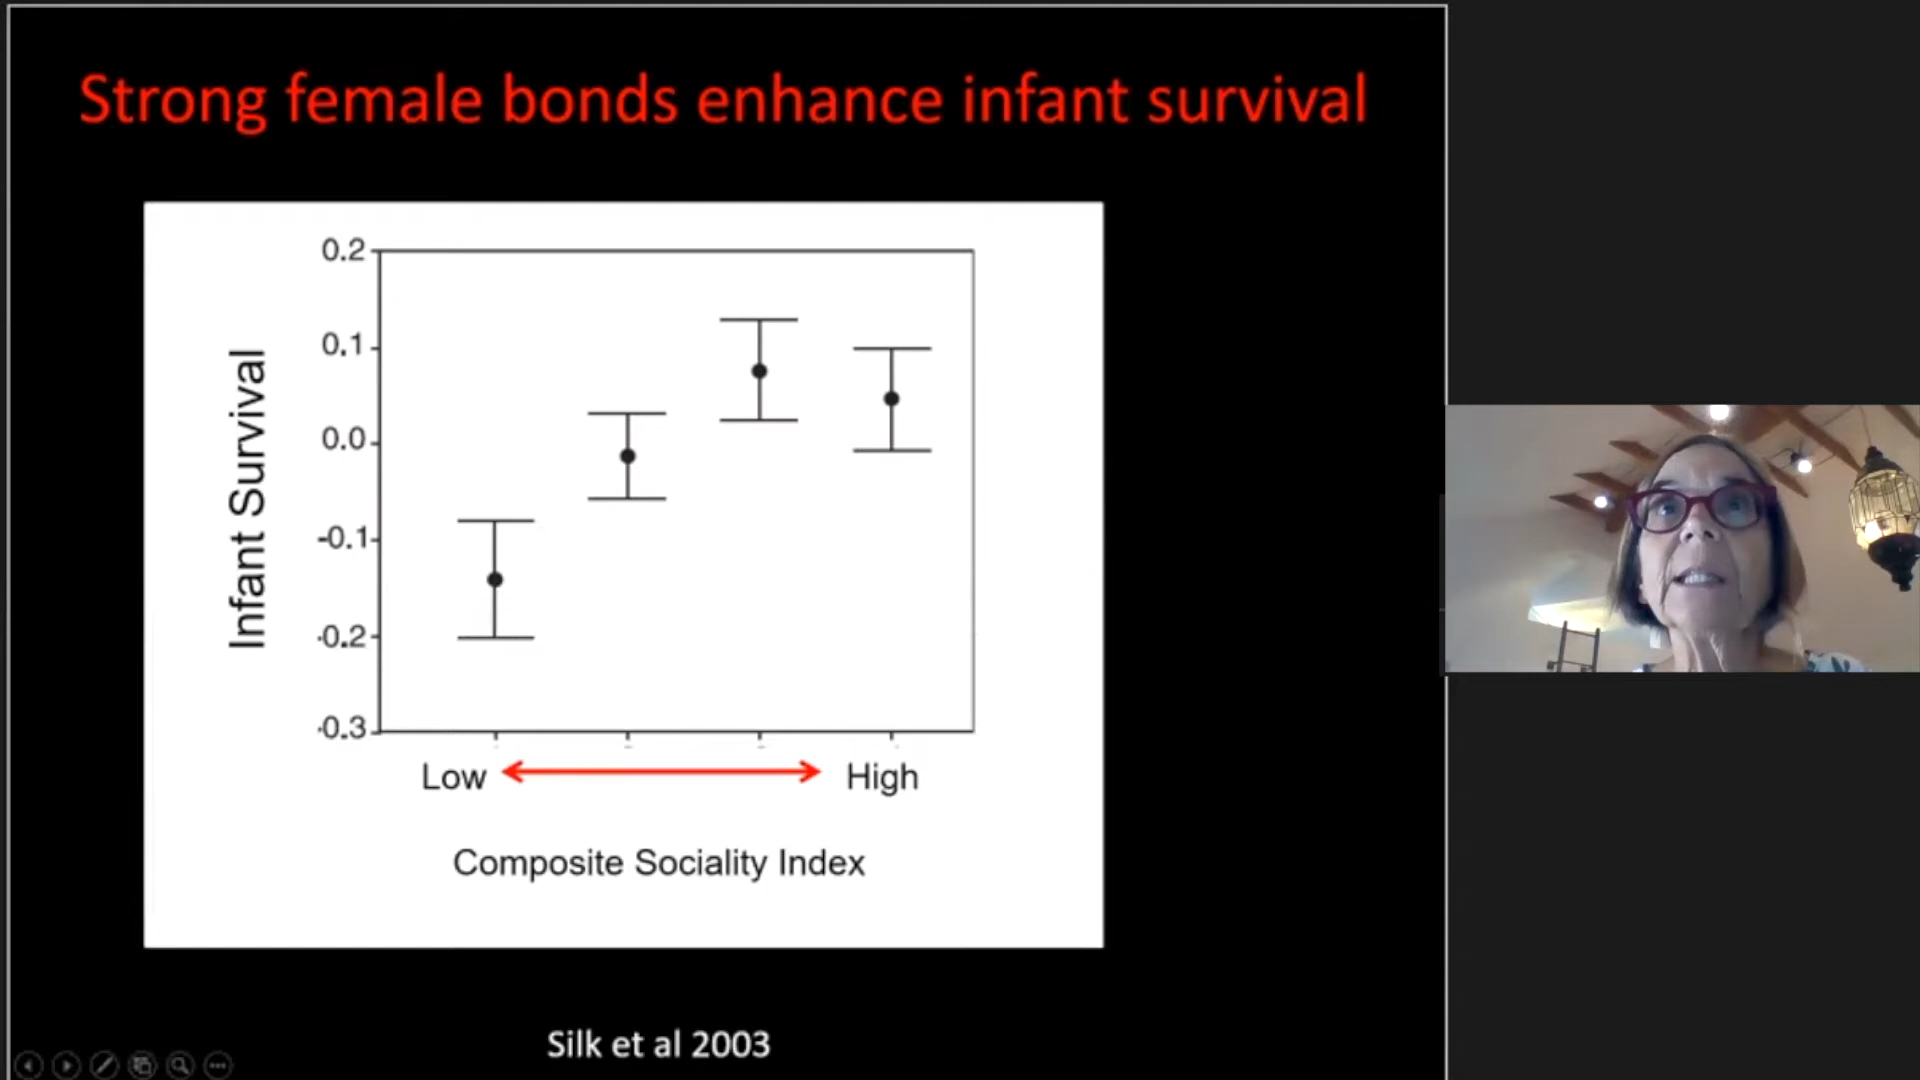 Strong female bonds enhance infant survival
0.2
0.1
0.0
-0.1
-0.2
-0.3
Infant Survival
Low
High
Composite Sociality Index
Silk et al 2003